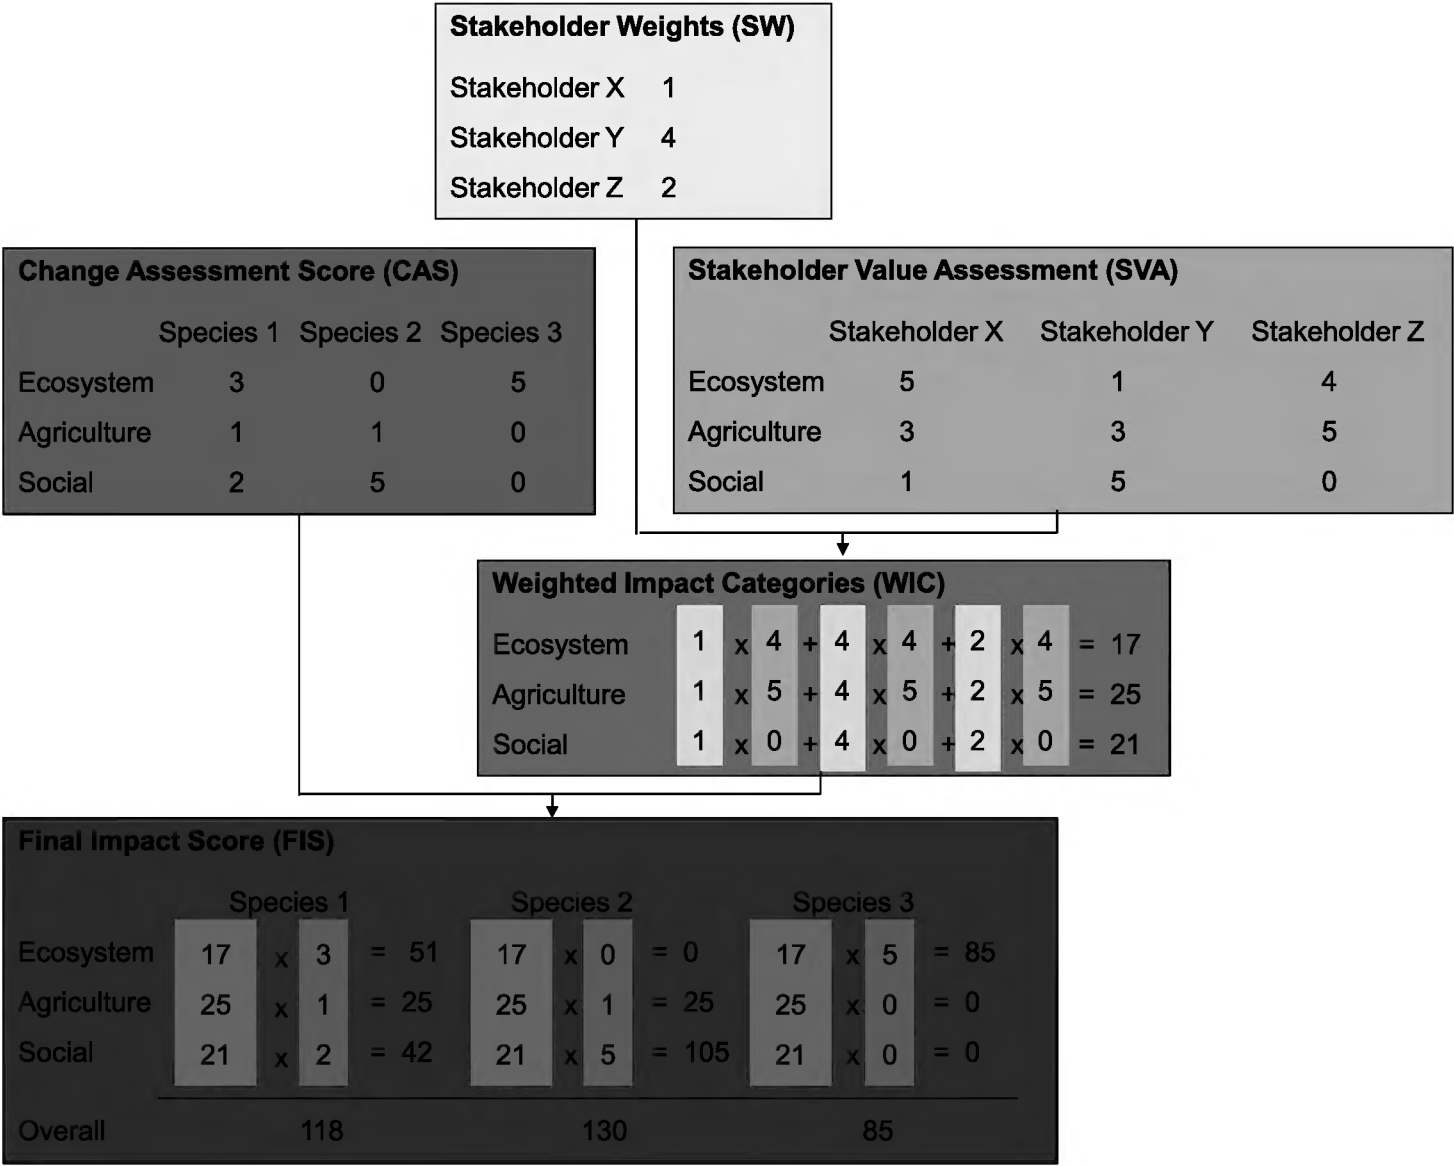 Stakeholder Weights (SW)
Stakeholder X 1
Stakeholder Y 4
Stakeholder Z 2
Change Assessment Score (CAS)
Species 1 Species 2 Species 3
Ecosystem 3 0 5
Agriculture 1 1 0
Social 2 5 0
Stakeholder Value Assessment (SVA)
Stakeholder X Stakeholder Y Stakeholder Z
Ecosystem 5 1 4
Agriculture 3 3 5
Social 1 5 0
Weighted Impact Categories (WIC)
Ecosystem 1 x 4 + 4 x 4 + 2 x 4 = 17
Agriculture 1 x 5 + 4 x 5 + 2 x 5 = 25
Social 1 x 0 + 4 x 0 + 2 x 0 = 21
Final Impact Score (FIS)
Species 1 Species 2 Species 3
Ecosystem 17 x 3 = 51 17 x 0 = 0 17 x 5 = 85
Agriculture 25 x 1 = 25 25 x 1 = 25 25 x 0 = 0
Social 21 x 2 = 42 21 x 5 = 105 21 x 0 = 0
Overall 118 130 85